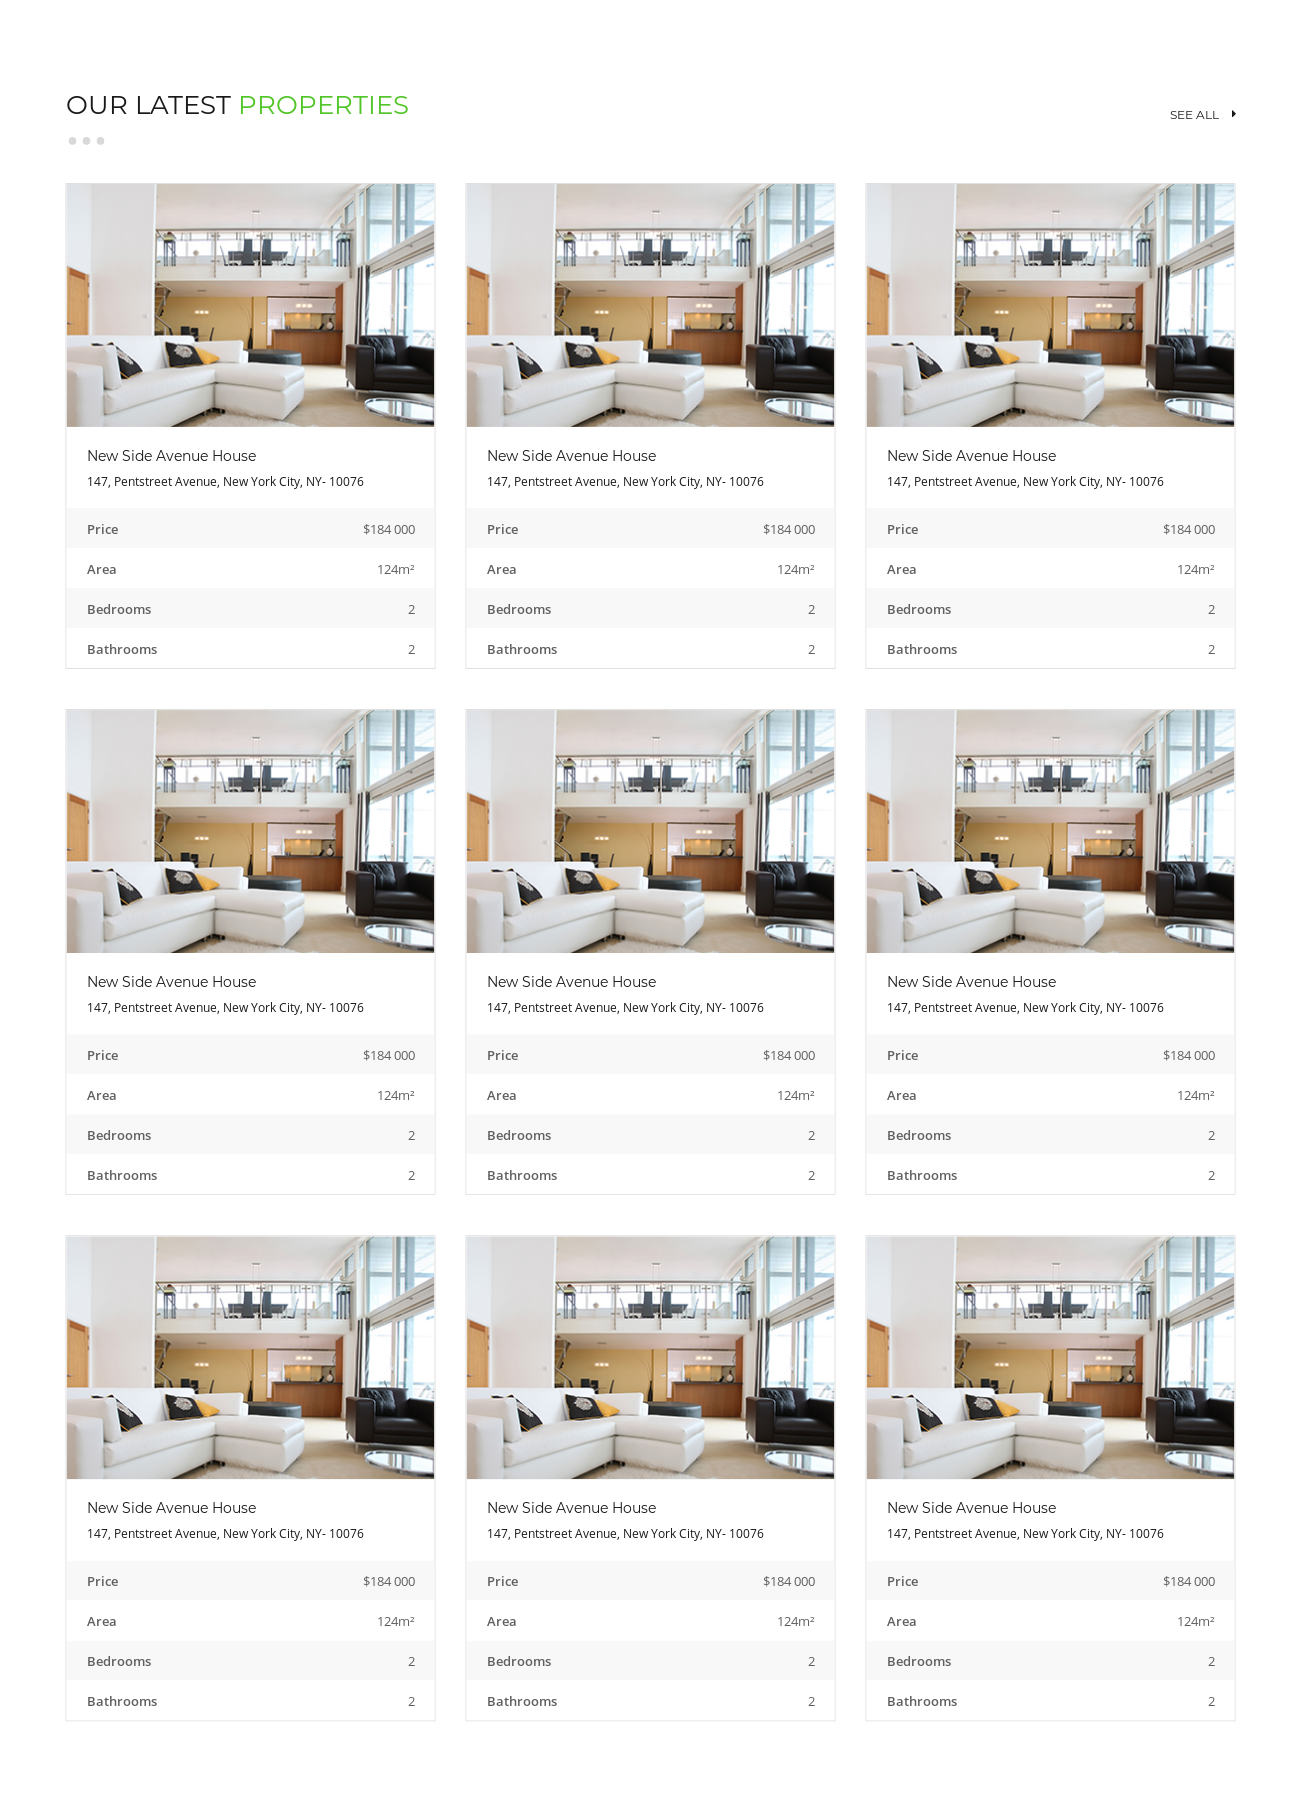 OUR LATEST PROPERTIES
SEE ALL
New Side Avenue House
147, Pentstreet Avenue, New York City, NY- 10076
Price $184 000
Area 124m²
Bedrooms 2
Bathrooms 2
New Side Avenue House
147, Pentstreet Avenue, New York City, NY- 10076
Price $184 000
Area 124m²
Bedrooms 2
Bathrooms 2
New Side Avenue House
147, Pentstreet Avenue, New York City, NY- 10076
Price $184 000
Area 124m²
Bedrooms 2
Bathrooms 2
New Side Avenue House
147, Pentstreet Avenue, New York City, NY- 10076
Price $184 000
Area 124m²
Bedrooms 2
Bathrooms 2
New Side Avenue House
147, Pentstreet Avenue, New York City, NY- 10076
Price $184 000
Area 124m²
Bedrooms 2
Bathrooms 2
New Side Avenue House
147, Pentstreet Avenue, New York City, NY- 10076
Price $184 000
Area 124m²
Bedrooms 2
Bathrooms 2
New Side Avenue House
147, Pentstreet Avenue, New York City, NY- 10076
Price $184 000
Area 124m²
Bedrooms 2
Bathrooms 2
New Side Avenue House
147, Pentstreet Avenue, New York City, NY- 10076
Price $184 000
Area 124m²
Bedrooms 2
Bathrooms 2
New Side Avenue House
147, Pentstreet Avenue, New York City, NY- 10076
Price $184 000
Area 124m²
Bedrooms 2
Bathrooms 2